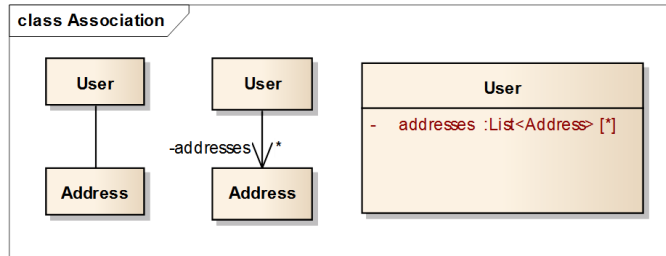 class Association
User
User
User
- addresses :List<Address> [*]
-addresses *
Address
Address